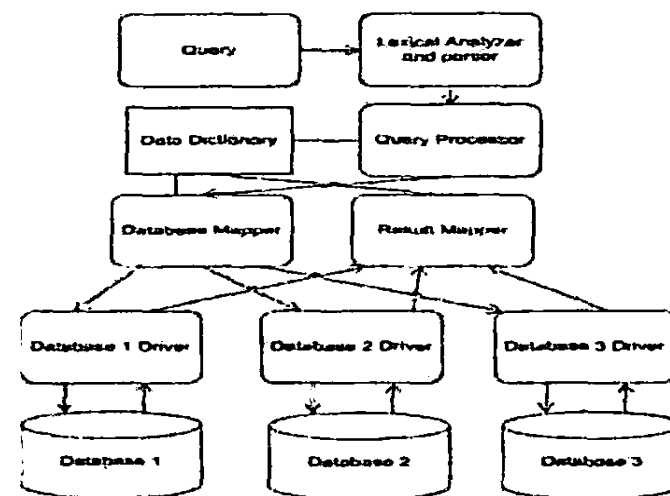 Query
Lexical Analyzer
and parser
Data Dictionary
Query Processor
Database Mapper
Result Mapper
Database 1 Driver
Database 2 Driver
Database 3 Driver
Database 1
Database 2
Database 3